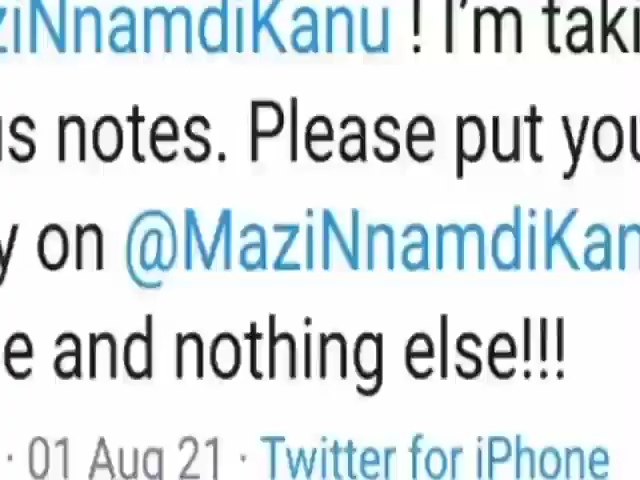 ziNnamdiKanu ! I'm taki
us notes. Please put you
y on @MaziNnamdiKan
e and nothing else!!!
· 01 Aug 21 · Twitter for iPhone